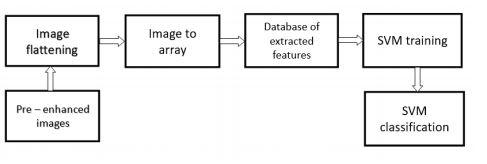 Image
flattening
Image to
array
Database of
extracted
features
SVM training
Pre – enhanced
images
SVM
classification